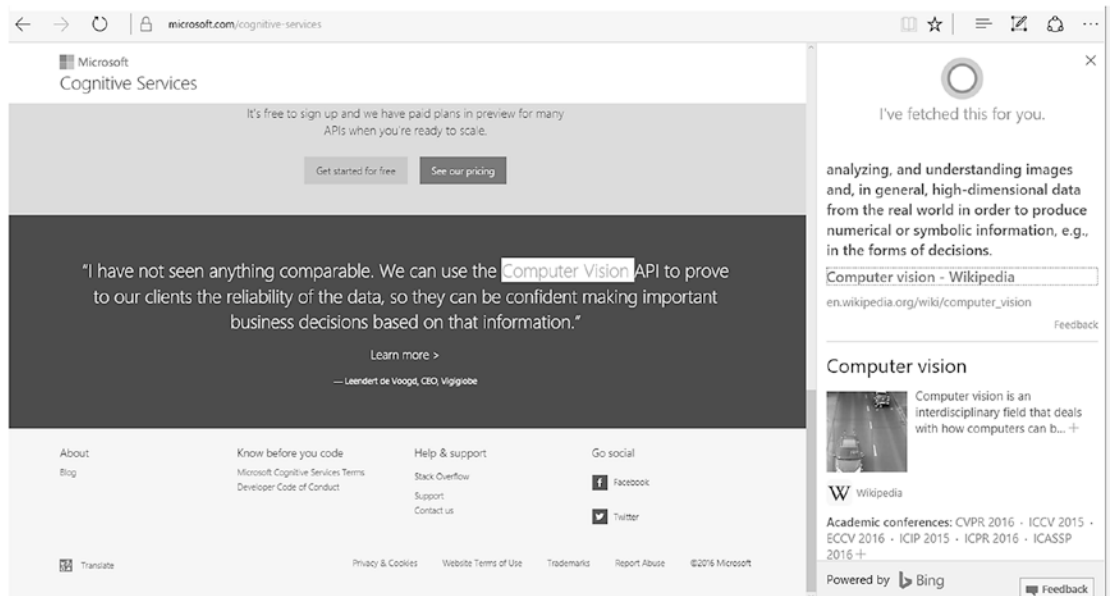 microsoft.com/cognitive-services
Microsoft
Cognitive Services
It's free to sign up and we have paid plans in preview for many
APIs when you're ready to scale.
Get started for free
See our pricing
"I have not seen anything comparable. We can use the Computer Vision API to prove
to our clients the reliability of the data, so they can be confident making important
business decisions based on that information."
Learn more >
— Leendert de Voogd, CEO, Vigiglobe
About
Blog
Know before you code
Microsoft Cognitive Services Terms
Developer Code of Conduct
Help & support
Stack Overflow
Support
Contact us
Go social
Facebook
Twitter
Translate
Privacy & Cookies
Website Terms of Use
Trademarks
Report Abuse
©2016 Microsoft
I've fetched this for you.
analyzing, and understanding images
and, in general, high-dimensional data
from the real world in order to produce
numerical or symbolic information, e.g.,
in the forms of decisions.
Computer vision - Wikipedia
en.wikipedia.org/wiki/computer_vision
Feedback
Computer vision
Computer vision is an
interdisciplinary field that deals
with how computers can b... +
W Wikipedia
Academic conferences: CVPR 2016 · ICCV 2015 ·
ECCV 2016 · ICIP 2015 · ICPR 2016 · ICASSP
2016 +
Powered by Bing
Feedback